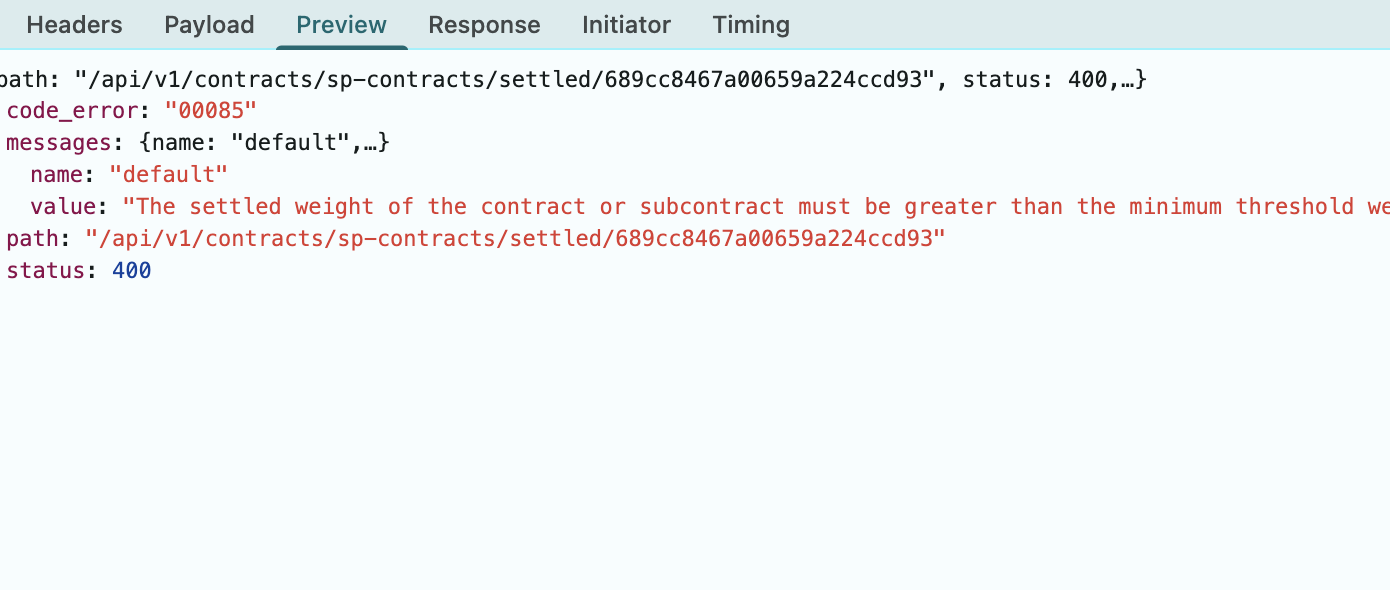 Headers Payload Preview Response Initiator Timing
path: "/api/v1/contracts/sp-contracts/settled/689cc8467a00659a224ccd93", status: 400,…}
code_error: "00085"
messages: {name: "default",…}
name: "default"
value: "The settled weight of the contract or subcontract must be greater than the minimum threshold
path: "/api/v1/contracts/sp-contracts/settled/689cc8467a00659a224ccd93"
status: 400